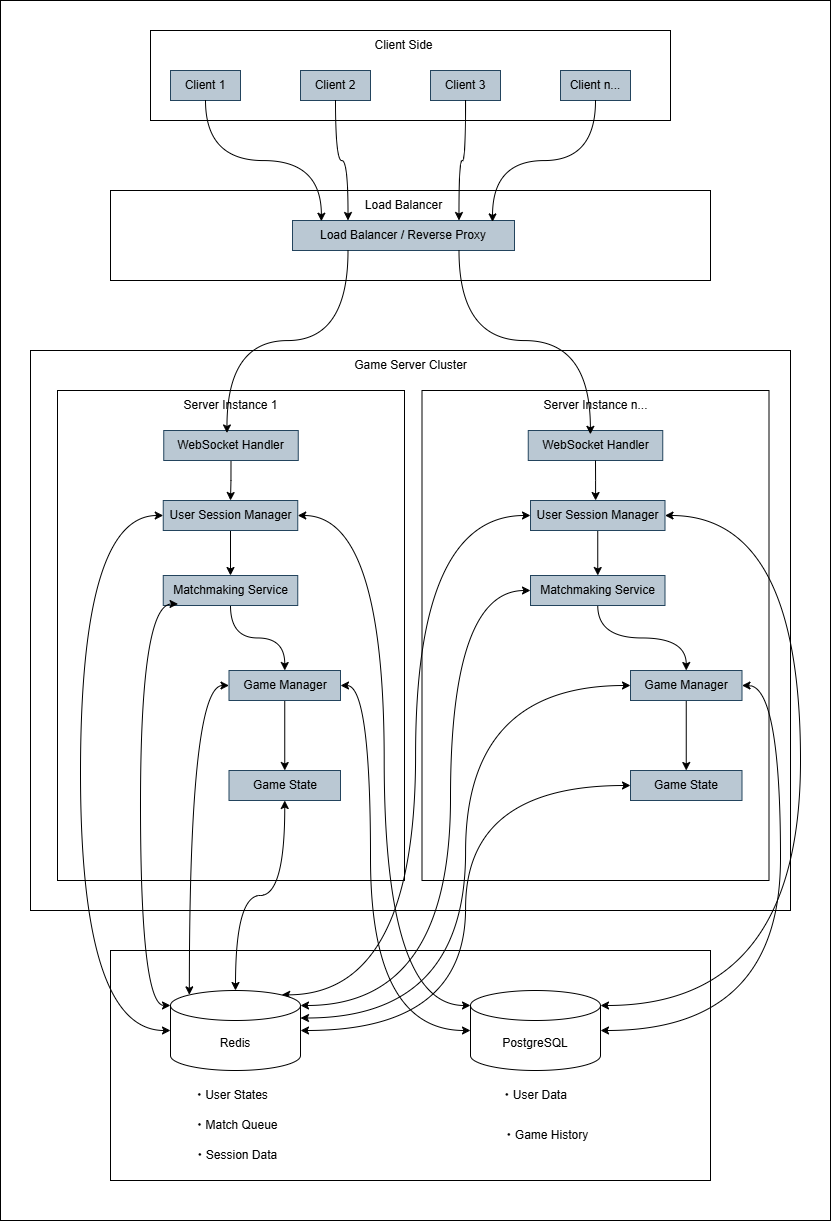 Client Side
Client 1
Client 2
Client 3
Client n...
Load Balancer
Load Balancer / Reverse Proxy
Game Server Cluster
Server Instance 1
WebSocket Handler
User Session Manager
Matchmaking Service
Game Manager
Game State
Server Instance n...
WebSocket Handler
User Session Manager
Matchmaking Service
Game Manager
Game State
Redis
・User States
・Match Queue
・Session Data
PostgreSQL
・User Data
・Game History